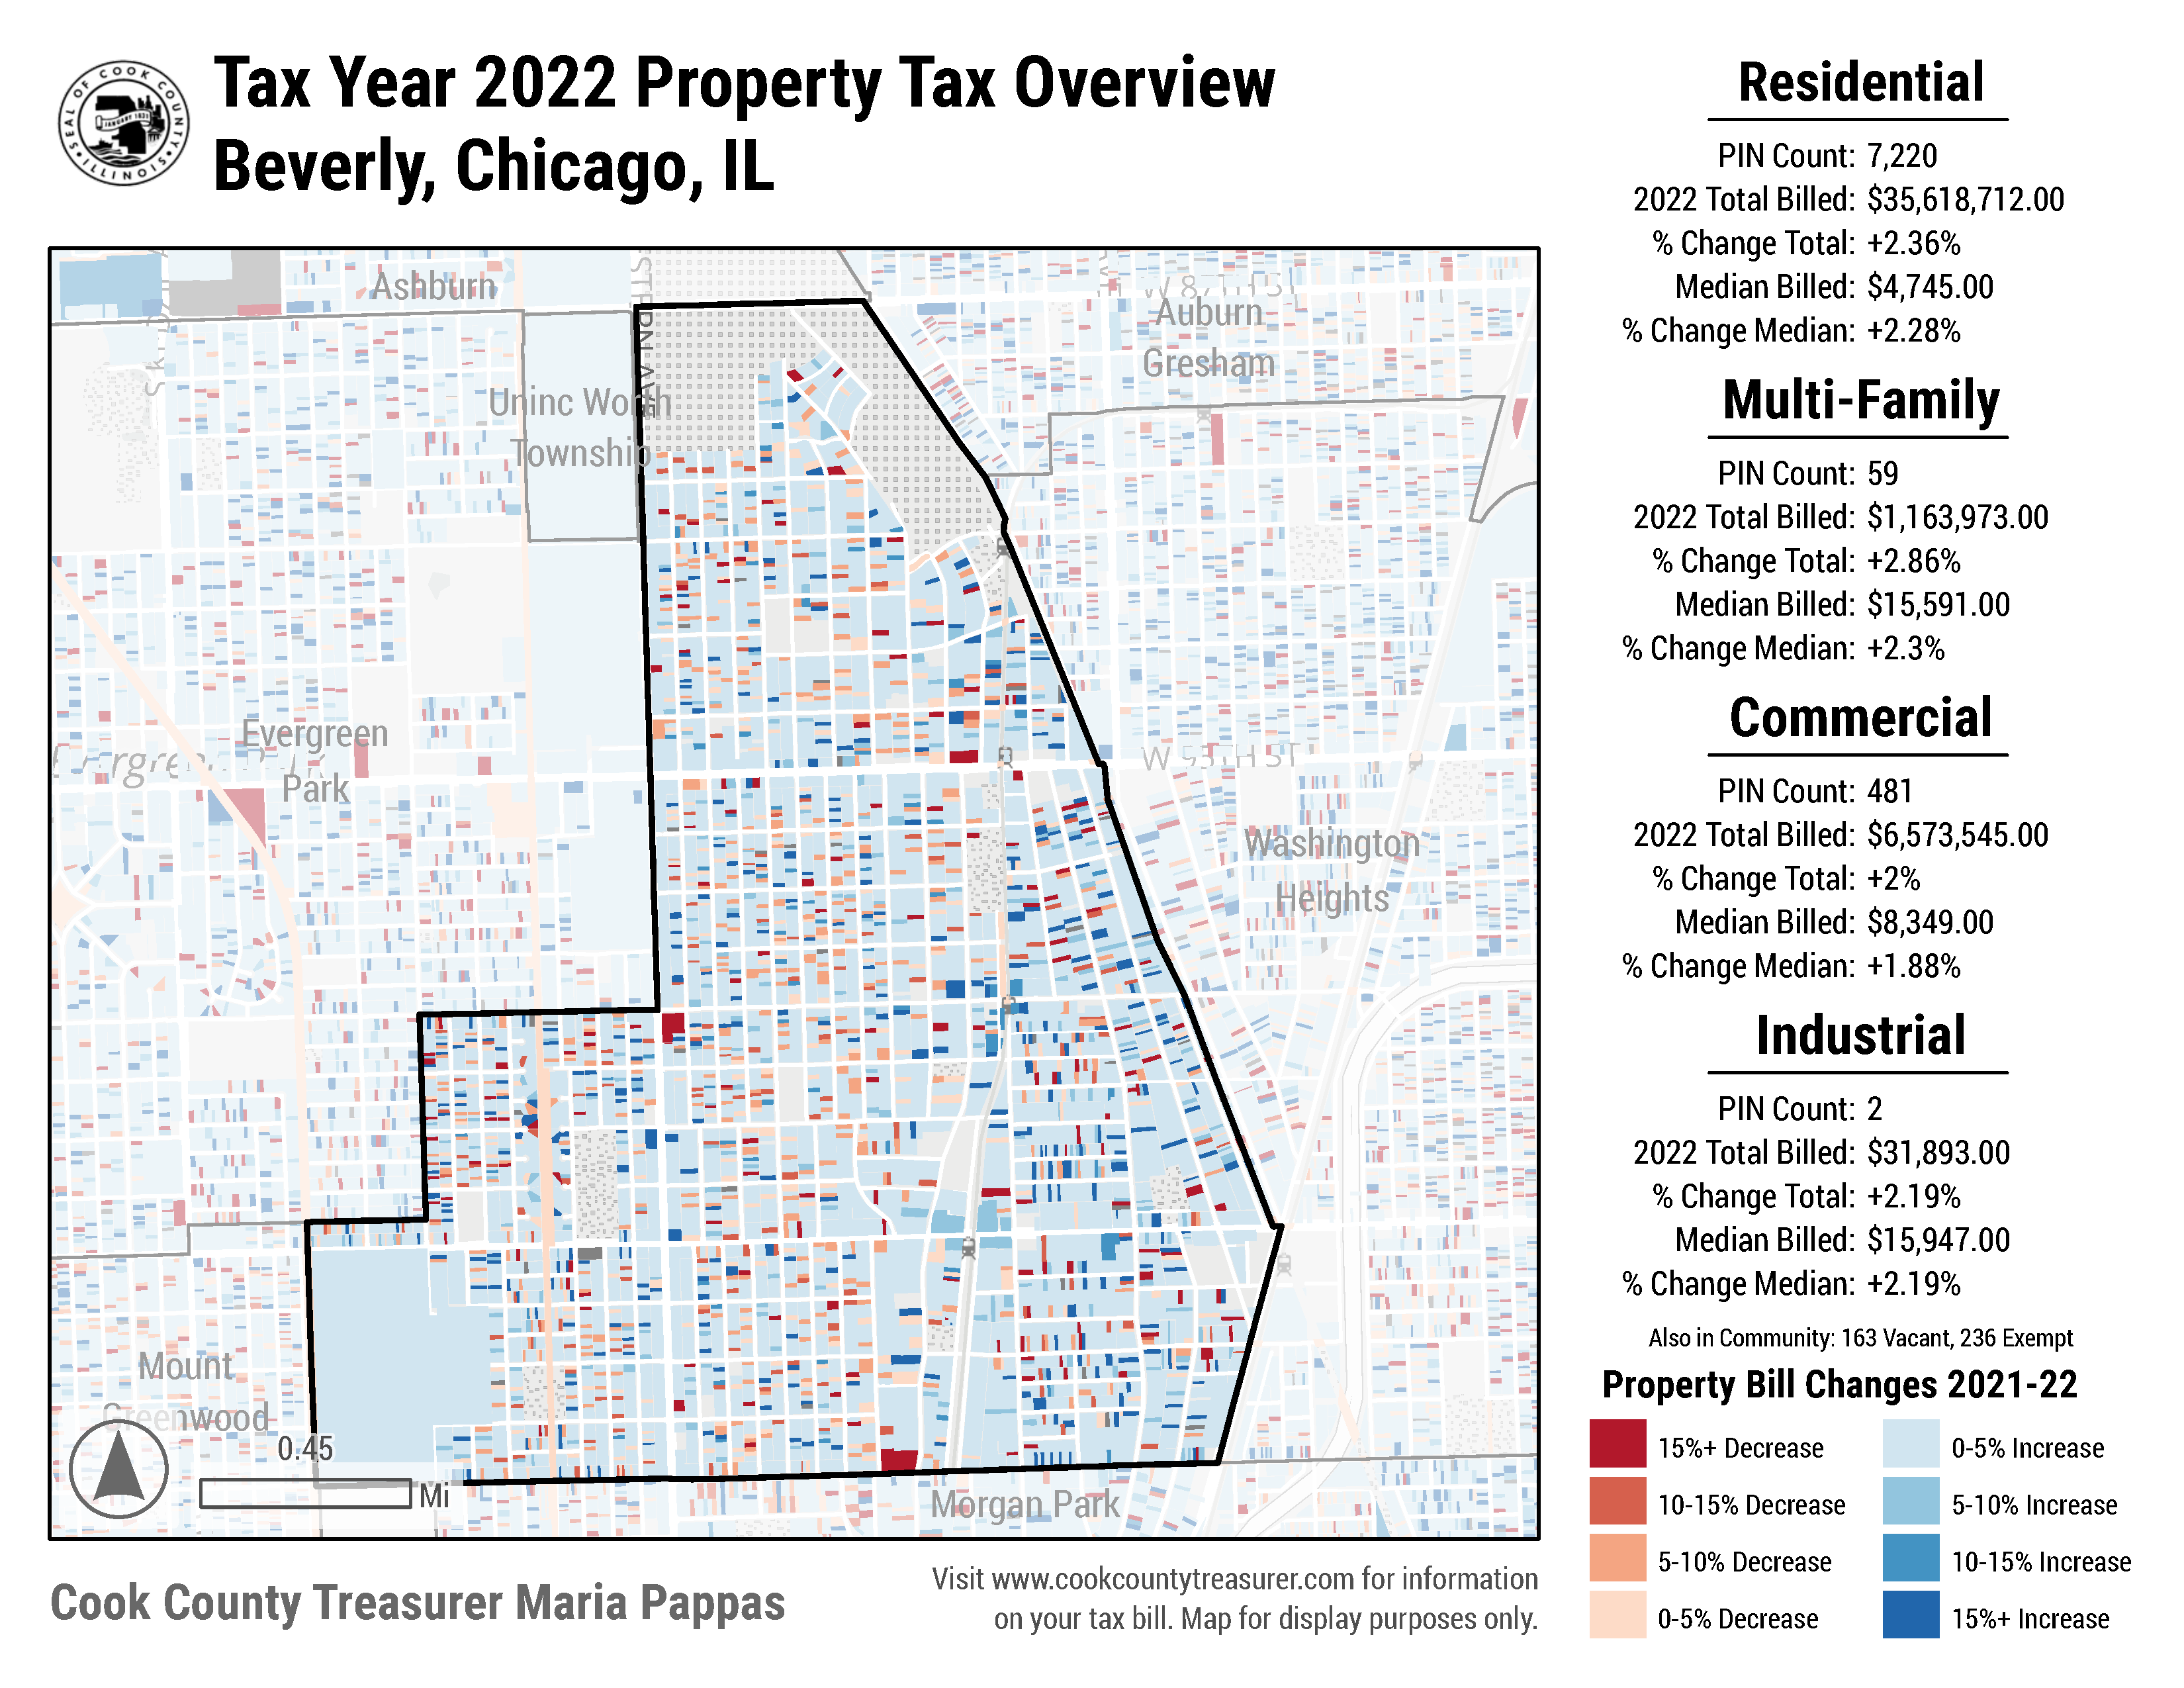 SEAL OF COOK COUNTY
ILLINOIS
JANUARY 1831
Tax Year 2022 Property Tax Overview
Beverly, Chicago, IL
Ashburn
W 87TH ST
Auburn
Gresham
Uninc Worth
Township
Evergreen
Park
Evergreen Park
W 95TH ST
Washington
Heights
Mount
Greenwood
0.45
Mi
Morgan Park
Cook County Treasurer Maria Pappas
Visit www.cookcountytreasurer.com for information
on your tax bill. Map for display purposes only.
Residential
PIN Count: 7,220
2022 Total Billed: $35,618,712.00
% Change Total: +2.36%
Median Billed: $4,745.00
% Change Median: +2.28%
Multi-Family
PIN Count: 59
2022 Total Billed: $1,163,973.00
% Change Total: +2.86%
Median Billed: $15,591.00
% Change Median: +2.3%
Commercial
PIN Count: 481
2022 Total Billed: $6,573,545.00
% Change Total: +2%
Median Billed: $8,349.00
% Change Median: +1.88%
Industrial
PIN Count: 2
2022 Total Billed: $31,893.00
% Change Total: +2.19%
Median Billed: $15,947.00
% Change Median: +2.19%
Also in Community: 163 Vacant, 236 Exempt
Property Bill Changes 2021-22
15%+ Decrease
10-15% Decrease
5-10% Decrease
0-5% Decrease
0-5% Increase
5-10% Increase
10-15% Increase
15%+ Increase